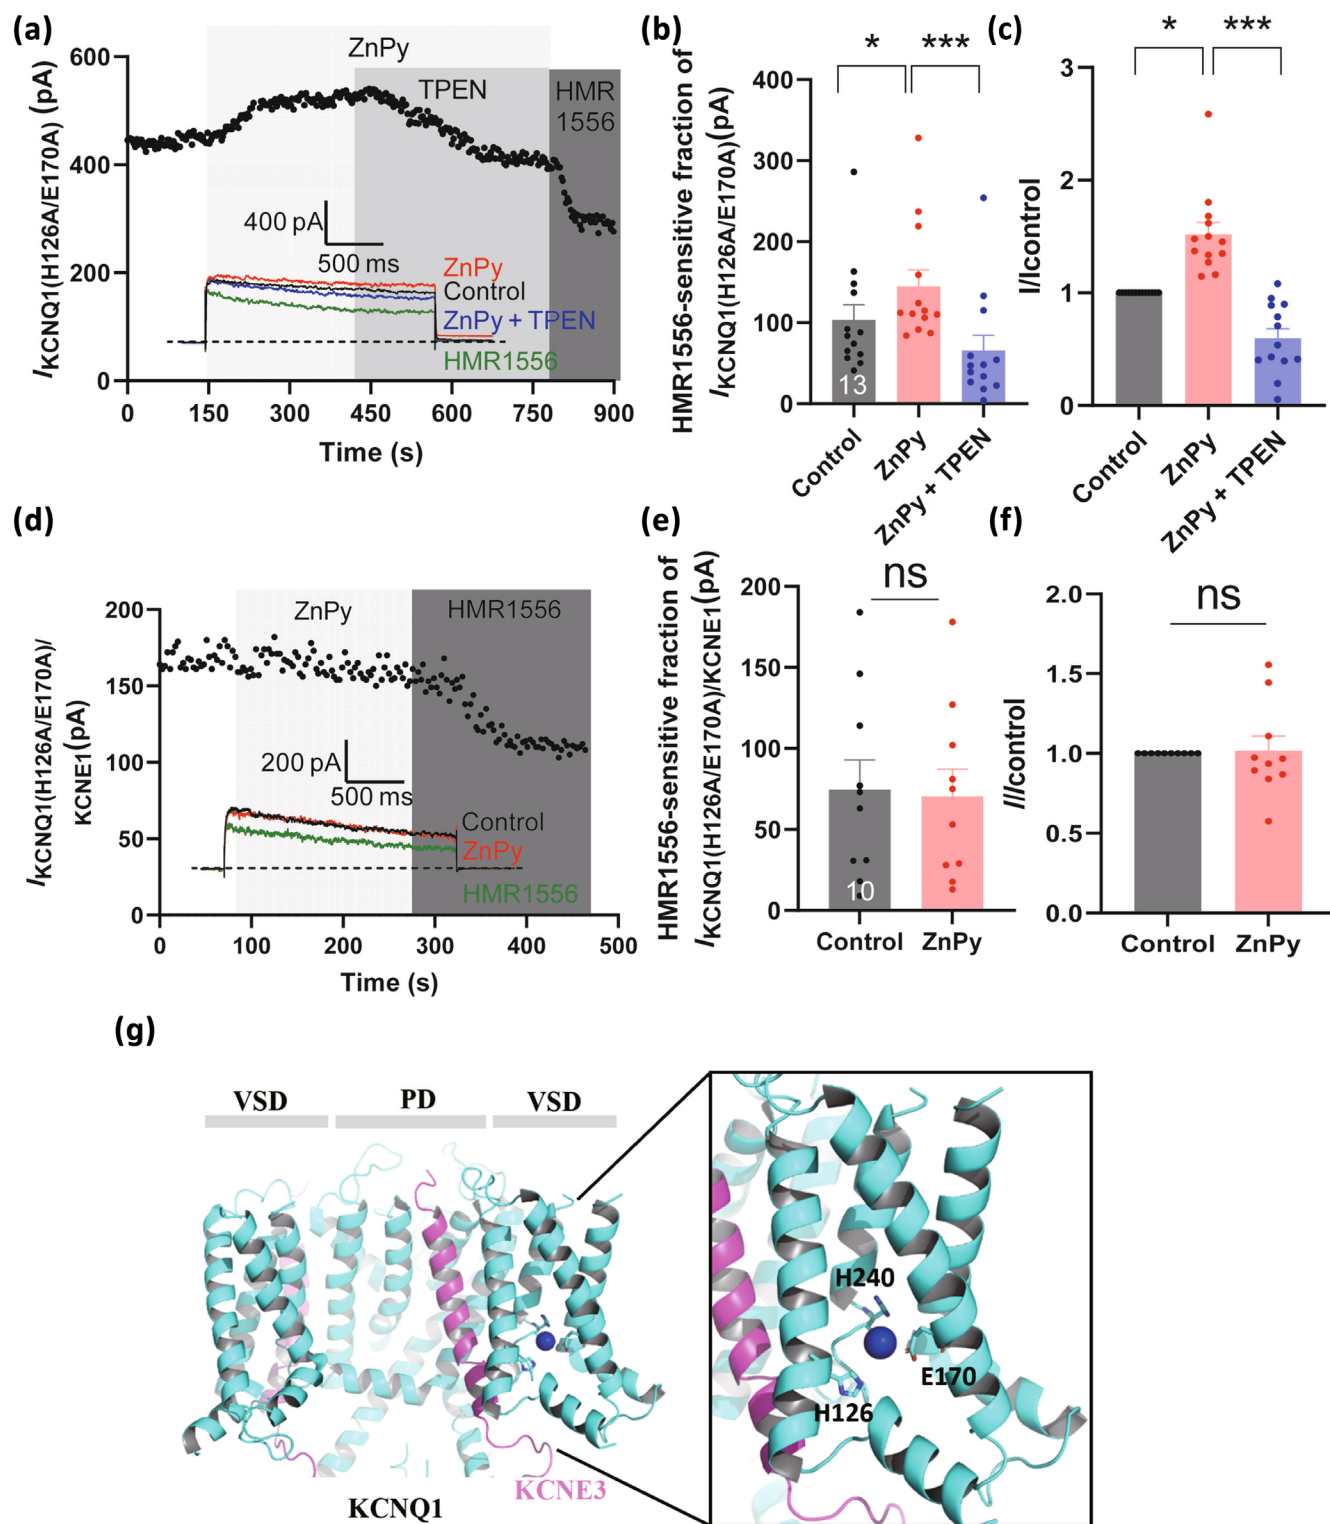 (a)
ZnPy
TPEN
HMR
1556
600
400
200
0
I KCNQ1(H126A/E170A) (pA)
400 pA
500 ms
ZnPy
Control
ZnPy + TPEN
HMR1556
0 150 300 450 600 750 900
Time (s)
(b)
* ***
400
300
200
100
0
HMR1556-sensitive fraction of
I KCNQ1(H126A/E170A) (pA)
13
Control ZnPy ZnPy + TPEN
(c)
* ***
3
2
1
0
I/Icontrol
Control ZnPy ZnPy + TPEN
(d)
ZnPy
HMR1556
200
150
100
50
0
I KCNQ1(H126A/E170A)/
KCNE1 (pA)
200 pA
500 ms
Control
ZnPy
HMR1556
0 100 200 300 400 500
Time (s)
(e)
ns
200
150
100
50
0
HMR1556-sensitive fraction of
I KCNQ1(H126A/E170A)/KCNE1 (pA)
10
Control ZnPy
(f)
ns
2.0
1.5
1.0
0.5
0.0
I/Icontrol
Control ZnPy
(g)
VSD PD VSD
KCNE3
KCNQ1
H240
E170
H126